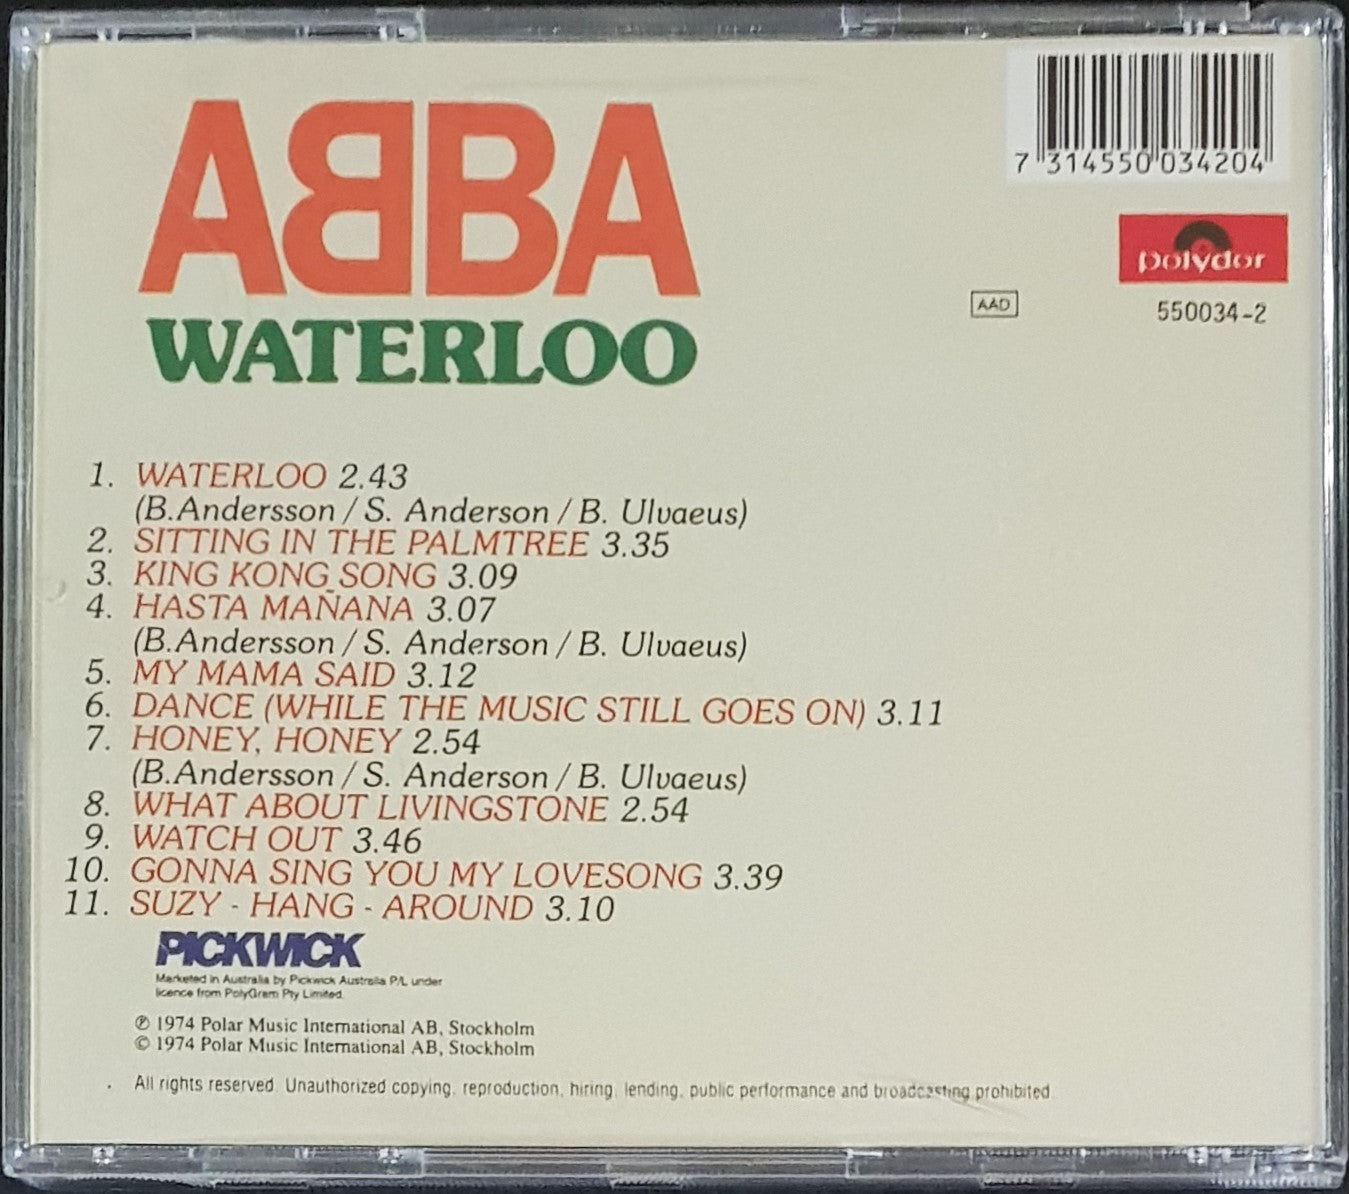 ABBA
WATERLOO
7 314550 034204
polydor
AAD
550034-2
1. WATERLOO 2.43
(B.Andersson / S. Anderson / B. Ulvaeus)
2. SITTING IN THE PALMTREE 3.35
3. KING KONG SONG 3.09
4. HASTA MAÑANA 3.07
(B.Andersson / S. Anderson / B. Ulvaeus)
5. MY MAMA SAID 3.12
6. DANCE (WHILE THE MUSIC STILL GOES ON) 3.11
7. HONEY, HONEY 2.54
(B.Andersson / S. Anderson / B. Ulvaeus)
8. WHAT ABOUT LIVINGSTONE 2.54
9. WATCH OUT 3.46
10. GONNA SING YOU MY LOVESONG 3.39
11. SUZY - HANG - AROUND 3.10
PICKWICK
Marketed in Australia by Pickwick Australia P/L under
licence from PolyGram Pty Limited.
℗ 1974 Polar Music International AB, Stockholm
© 1974 Polar Music International AB, Stockholm
All rights reserved. Unauthorized copying, reproduction, hiring, lending, public performance and broadcasting prohibited.